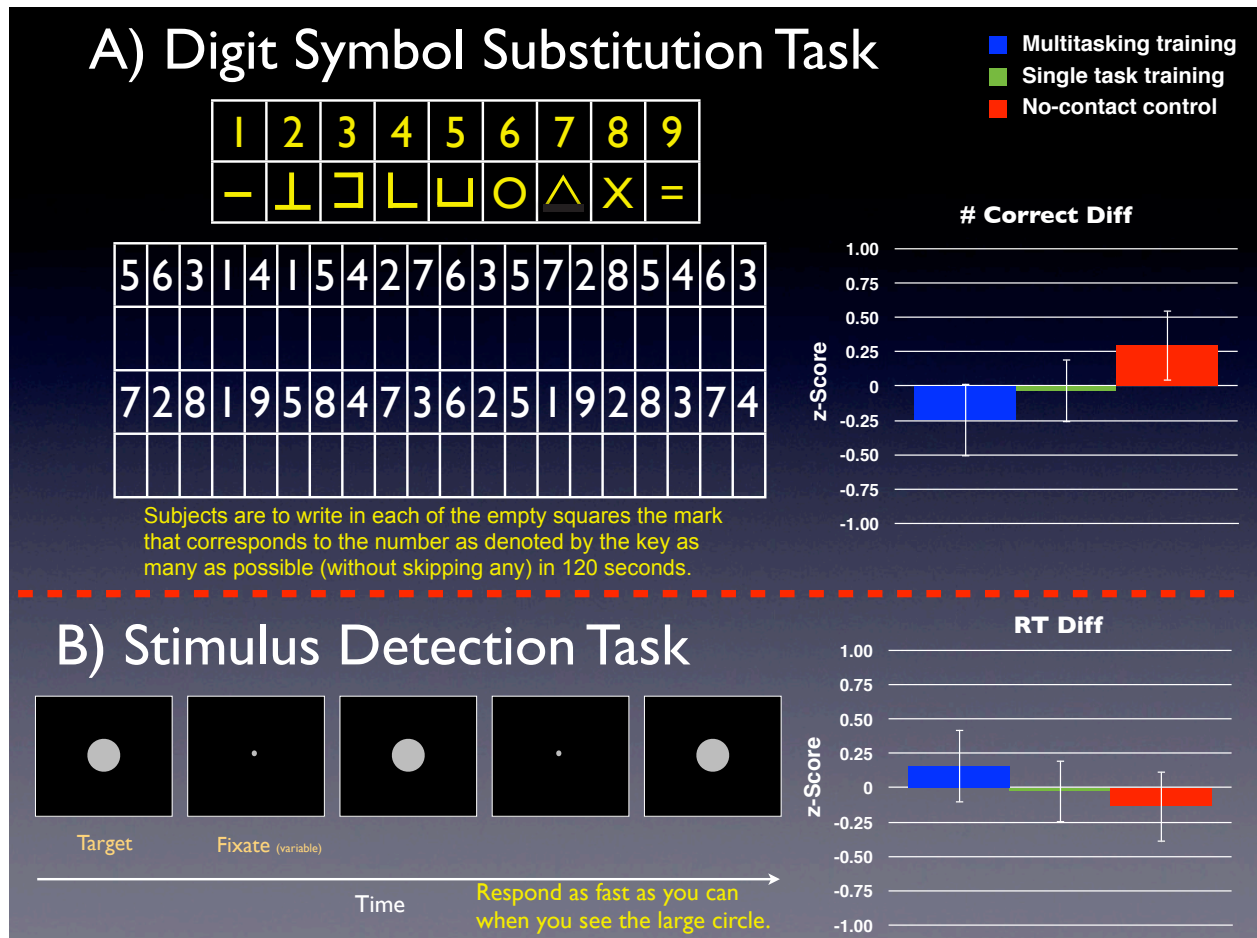 A) Digit Symbol Substitution Task
Multitasking training
Single task training
No-contact control
1 2 3 4 5 6 7 8 9
5 6 3 1 4 1 5 4 2 7 6 3 5 7 2 8 5 4 6 3
7 2 8 1 9 5 8 4 7 3 6 2 5 1 9 2 8 3 7 4
Subjects are to write in each of the empty squares the mark
that corresponds to the number as denoted by the key as
many as possible (without skipping any) in 120 seconds.
# Correct Diff
z-Score
1.00
0.75
0.50
0.25
0
-0.25
-0.50
-0.75
-1.00
B) Stimulus Detection Task
Target
Fixate (variable)
Time
Respond as fast as you can
when you see the large circle.
RT Diff
z-Score
1.00
0.75
0.50
0.25
0
-0.25
-0.50
-0.75
-1.00